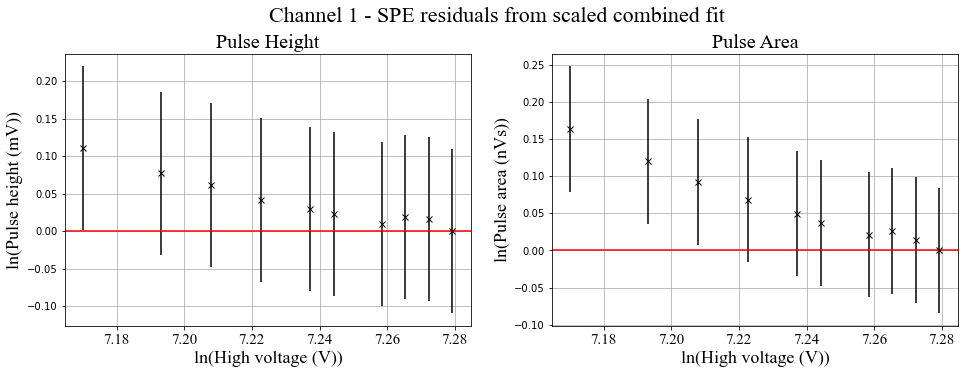 Channel 1 - SPE residuals from scaled combined fit
Pulse Height
ln(Pulse height (mV))
0.20
0.15
0.10
0.05
0.00
−0.05
−0.10
7.18 7.20 7.22 7.24 7.26 7.28
ln(High voltage (V))
Pulse Area
ln(Pulse area (nVs))
0.25
0.20
0.15
0.10
0.05
0.00
−0.05
−0.10
7.18 7.20 7.22 7.24 7.26 7.28
ln(High voltage (V))